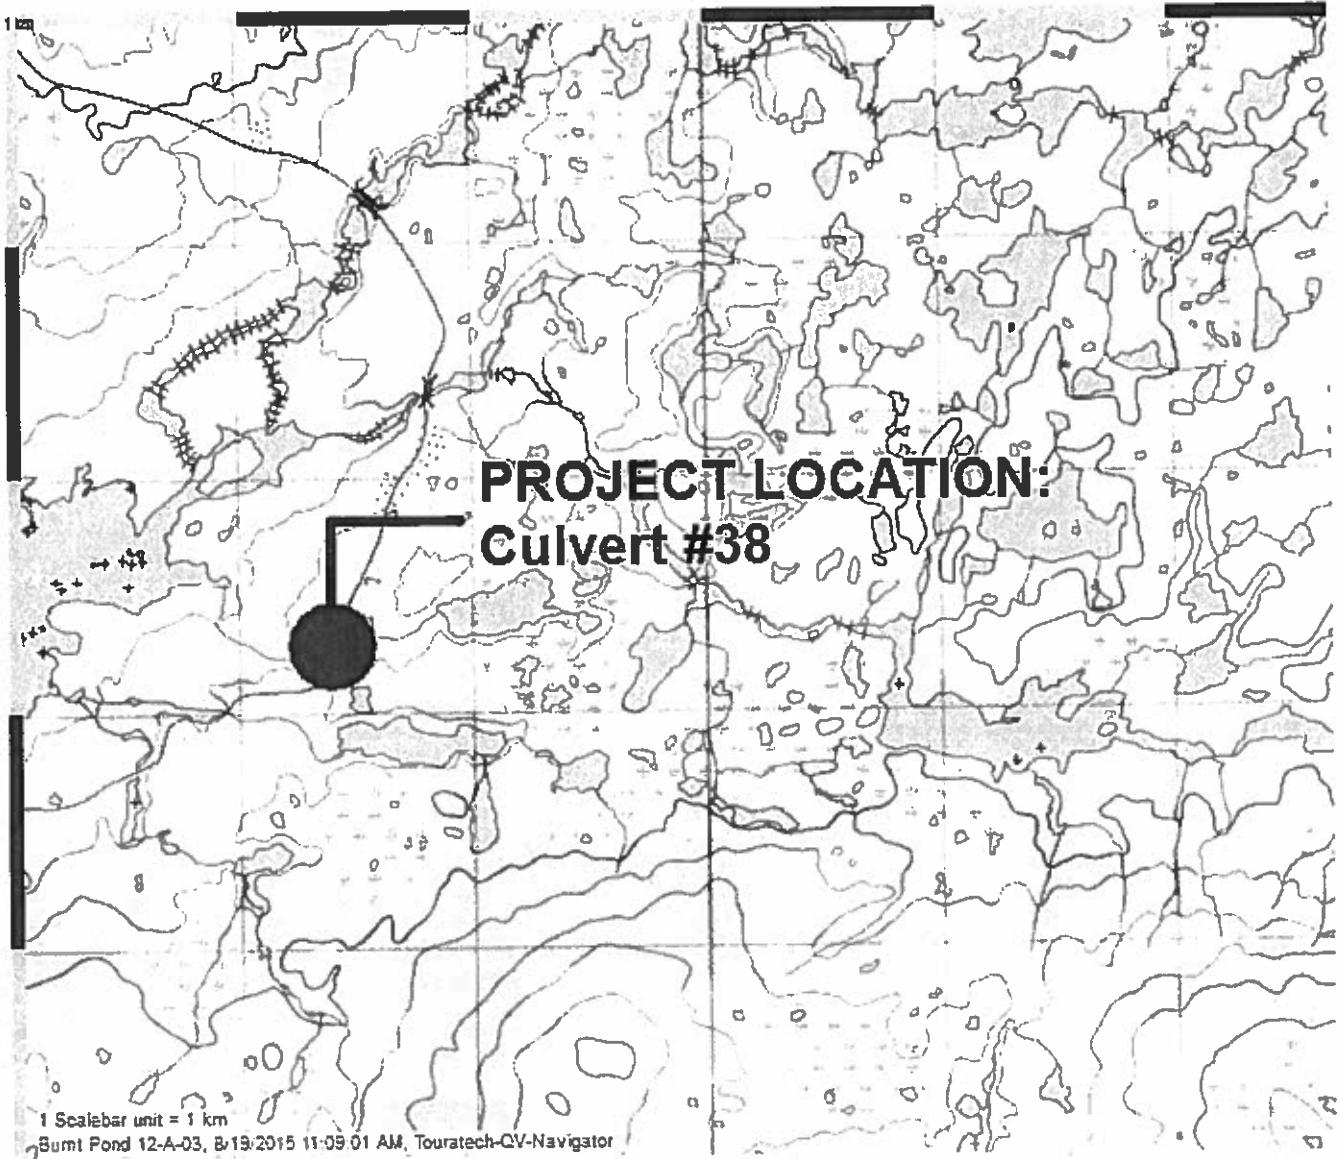 1 km
PROJECT LOCATION:
Culvert #38
1 Scalebar unit = 1 km
Burnt Pond 12-A-03, 8/19/2015 11:09:01 AM, Touratech-QV-Navigator